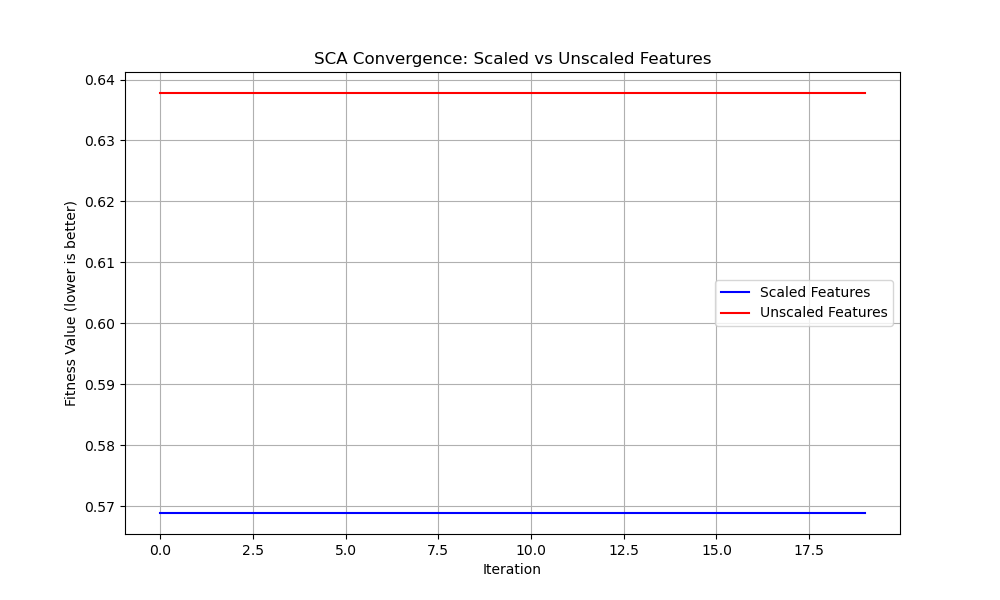 SCA Convergence: Scaled vs Unscaled Features
0.64
0.63
0.62
0.61
0.60
0.59
0.58
0.57
Fitness Value (lower is better)
Scaled Features
Unscaled Features
0.0 2.5 5.0 7.5 10.0 12.5 15.0 17.5
Iteration